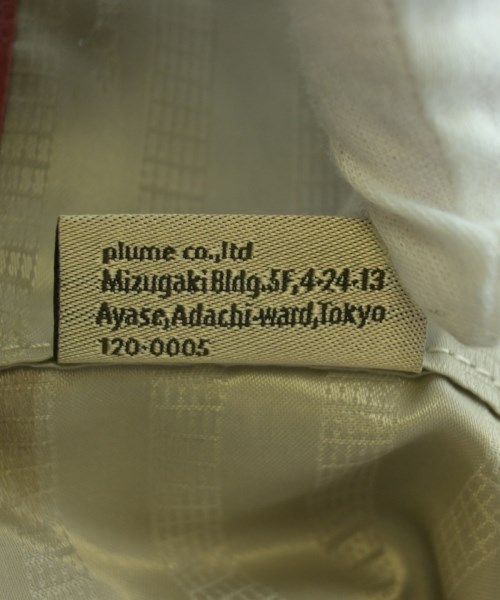 plume co.,ltd
Mizugaki Bldg.5F,4-24-13
Ayase,Adachi-ward,Tokyo
120-0005